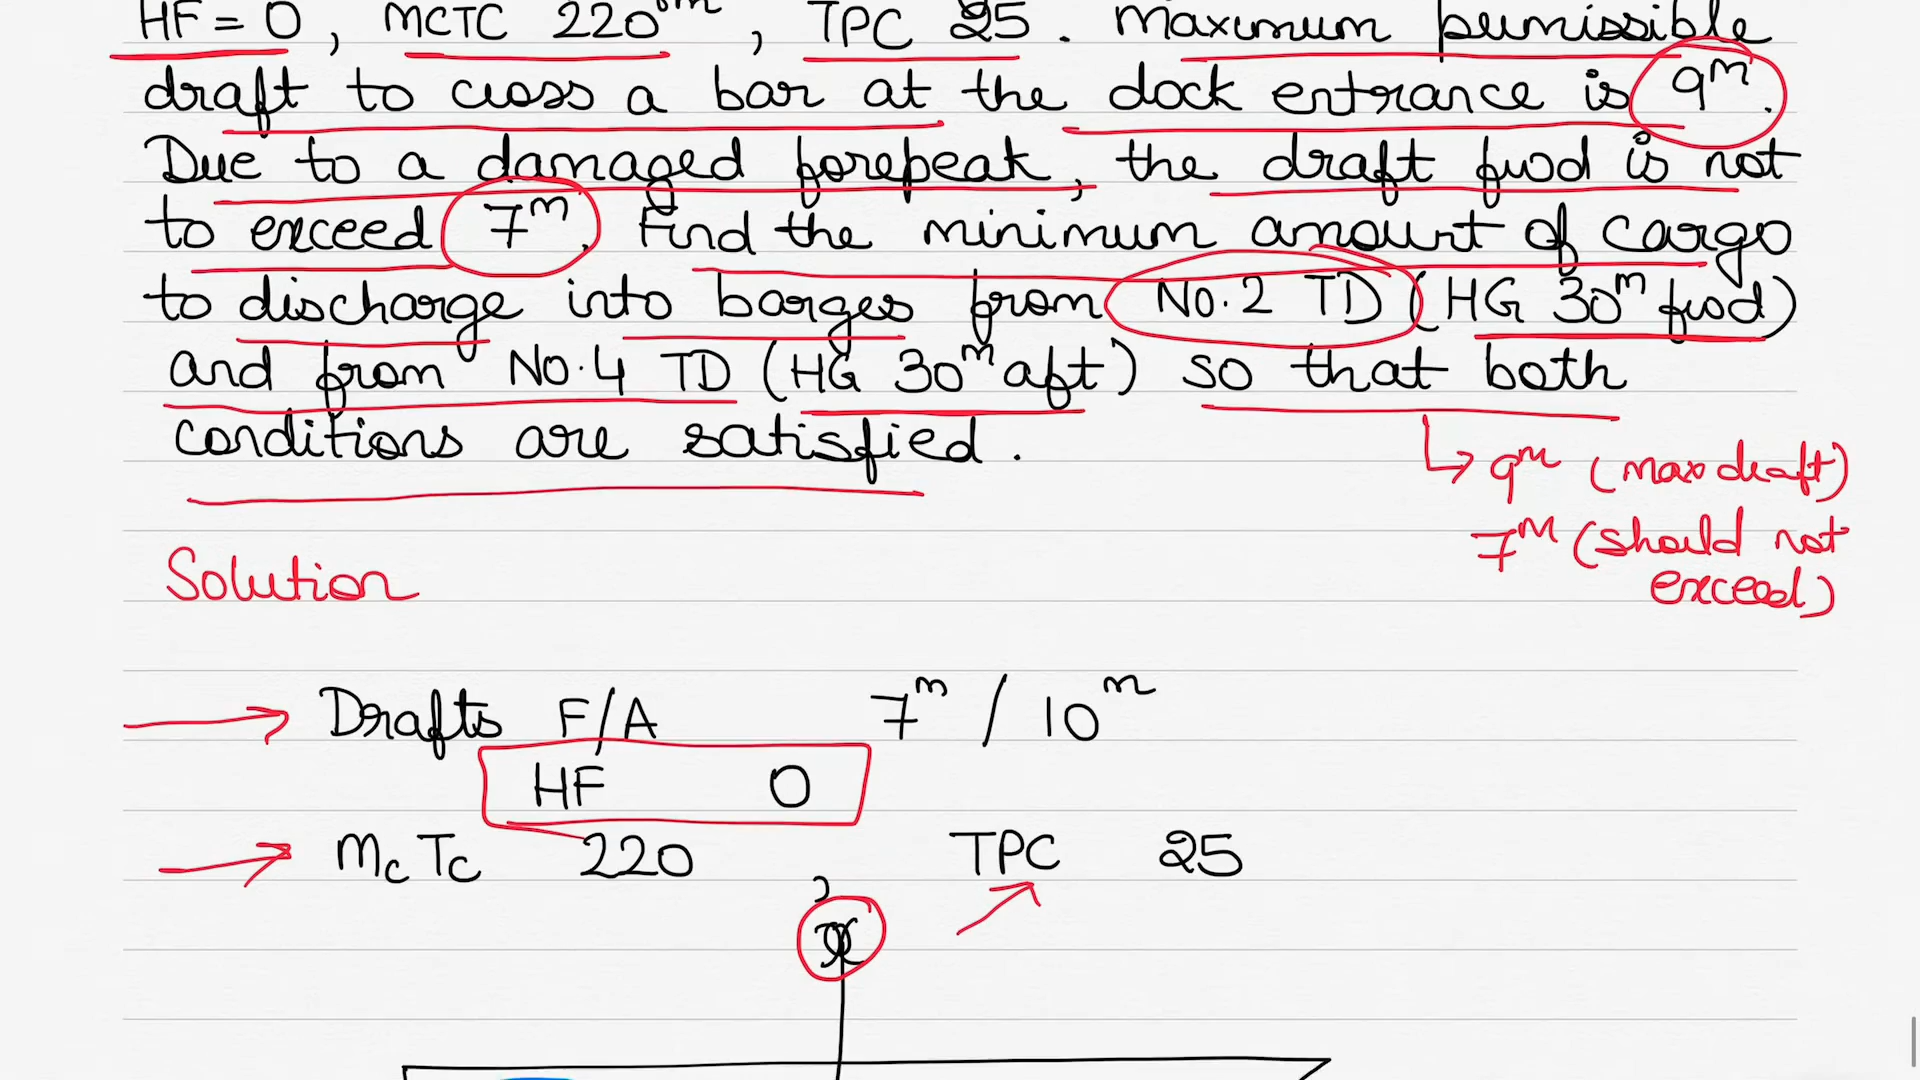 HF = 0, MCTC 220 tm, TPC 25. Maximum permissible
draft to cross a bar at the dock entrance is 9m.
Due to a damaged forepeak, the draft fwd is not
to exceed 7m. Find the minimum amount of cargo
to discharge into barges from No.2 TD (HG 30m fwd)
and from No.4 TD (HG 30m aft) so that both
conditions are satisfied.
→ 9m (max draft)
7m (should not
exceed)
Solution
→ Drafts F/A 7m / 10m
HF 0
→ McTc 220 TPC 25